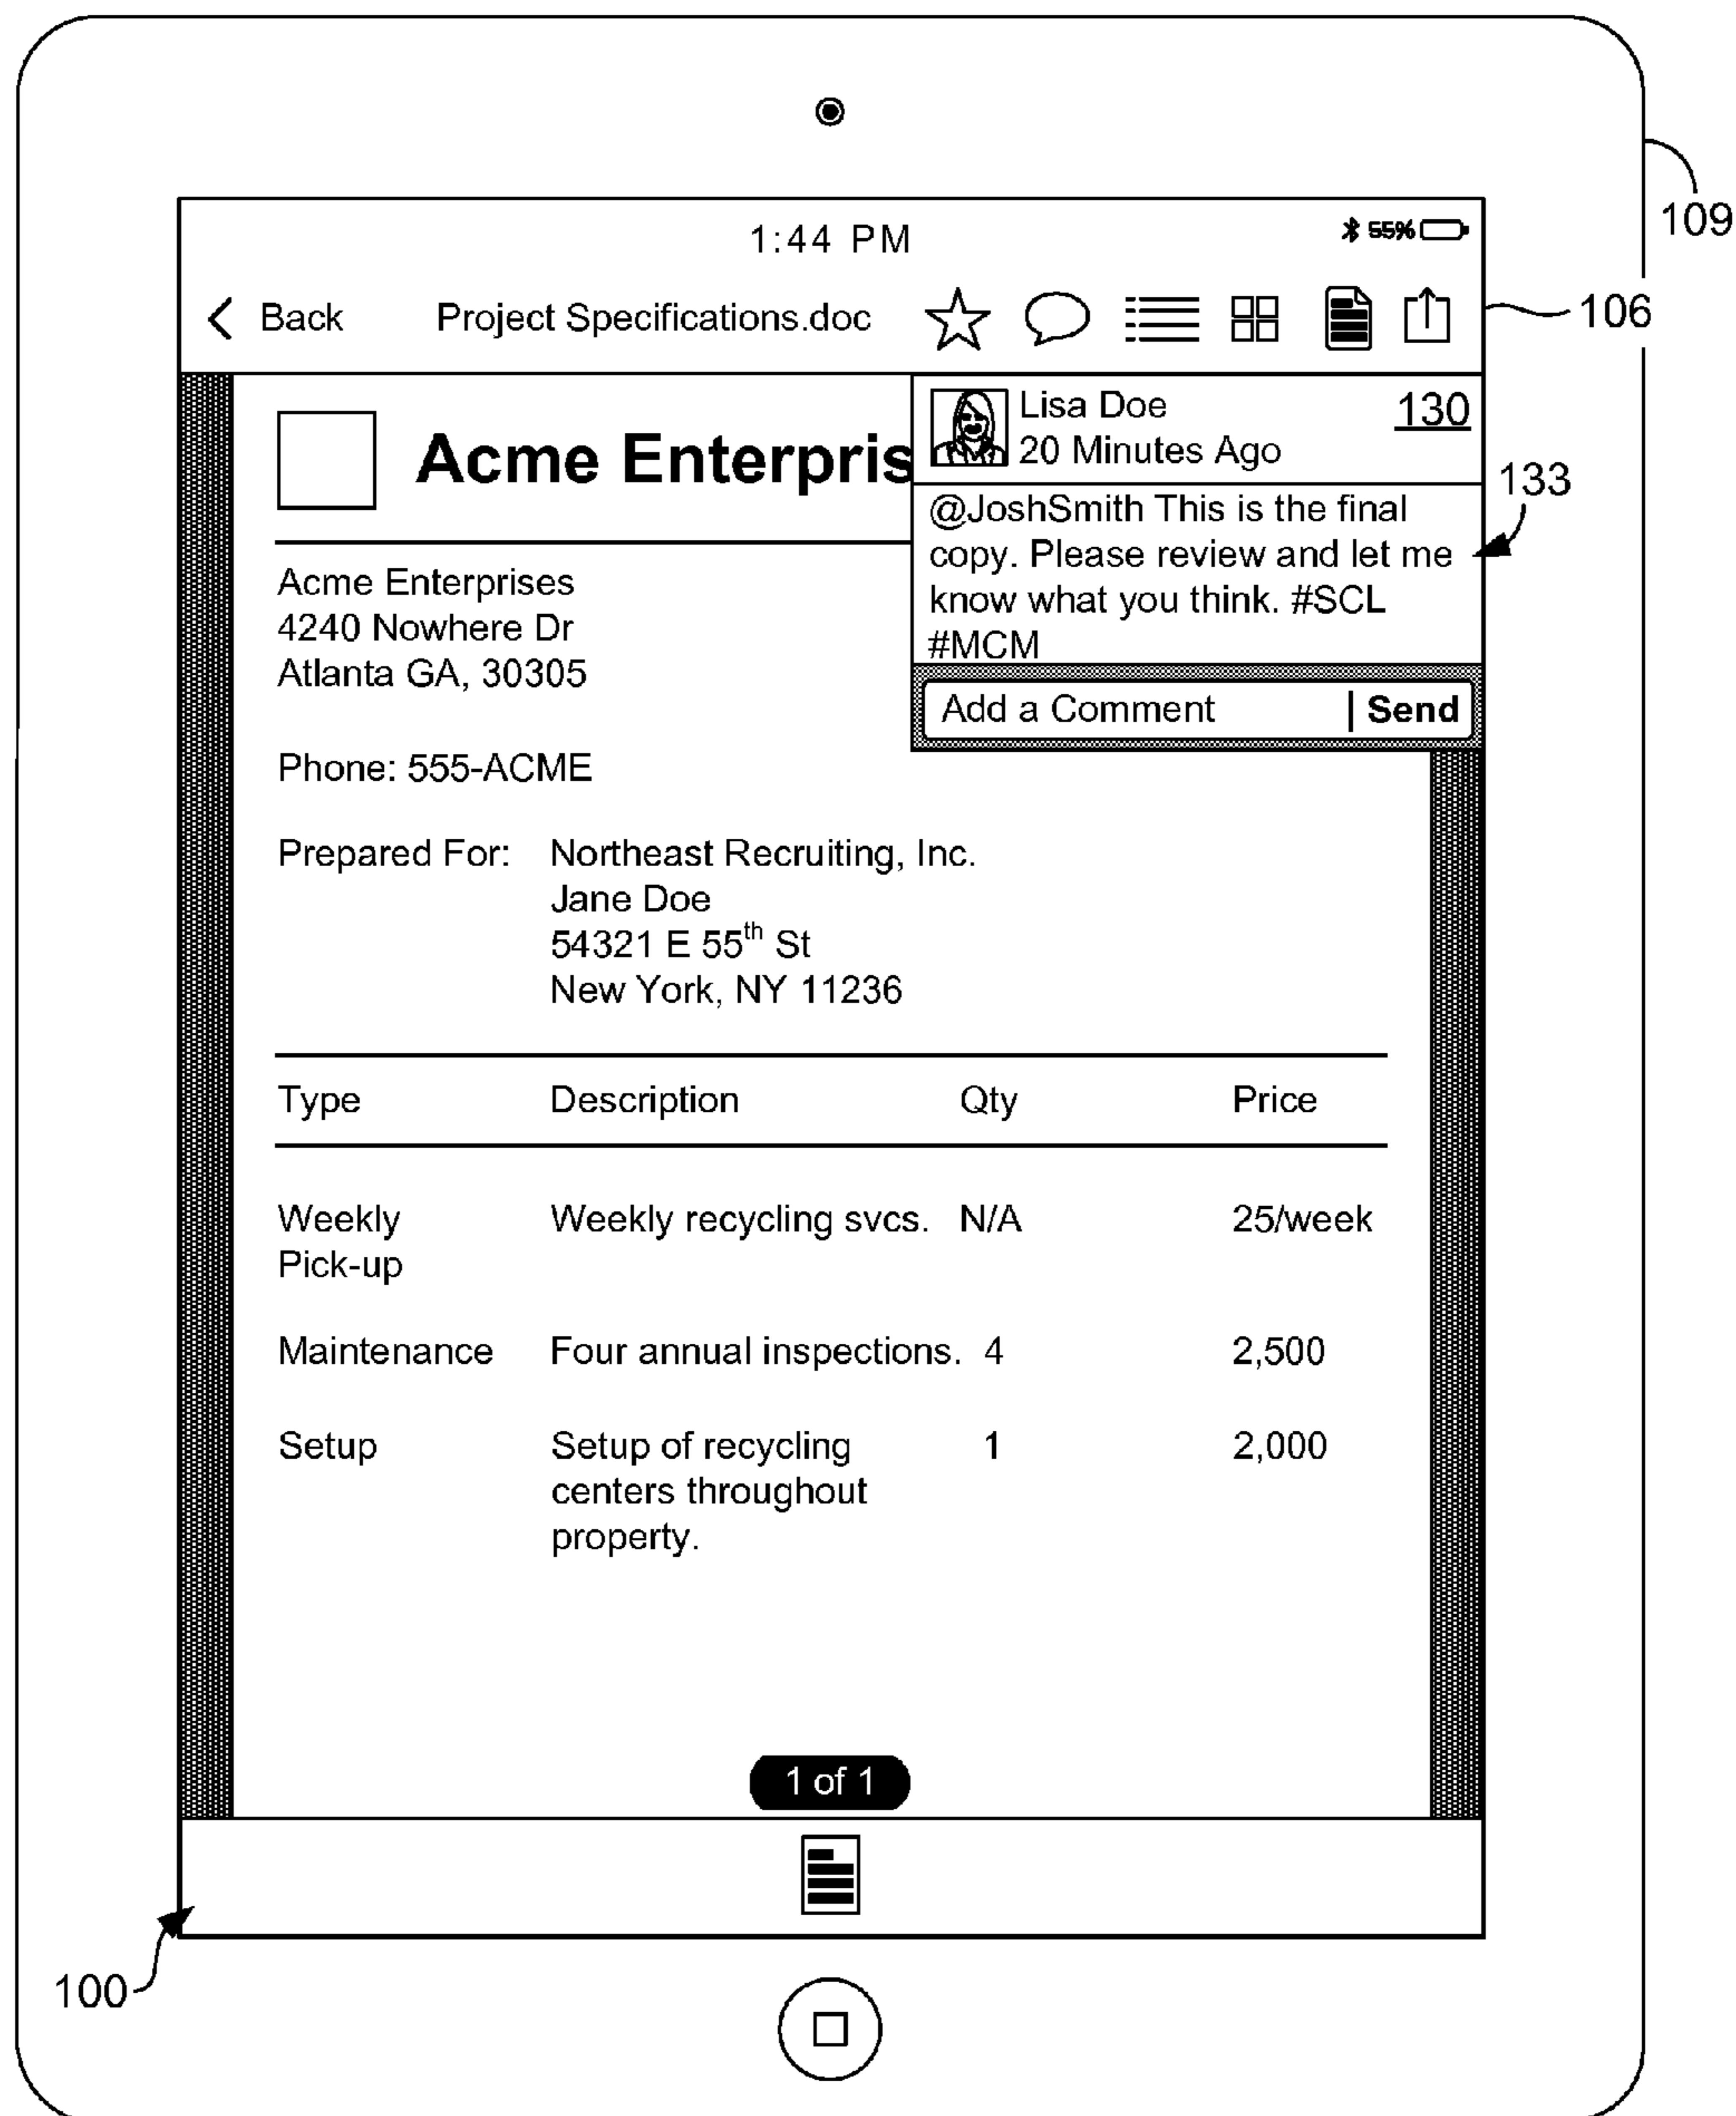 109
1:44 PM
55%
Back Project Specifications.doc
106
Lisa Doe 130
20 Minutes Ago
133
@JoshSmith This is the final
copy. Please review and let me
know what you think. #SCL
#MCM
Add a Comment | Send
Acme Enterpris
Acme Enterprises
4240 Nowhere Dr
Atlanta GA, 30305
Phone: 555-ACME
Prepared For: Northeast Recruiting, Inc.
Jane Doe
54321 E 55th St
New York, NY 11236
Type Description Qty Price
Weekly Weekly recycling svcs. N/A 25/week
Pick-up
Maintenance Four annual inspections. 4 2,500
Setup Setup of recycling 1 2,000
centers throughout
property.
1 of 1
100